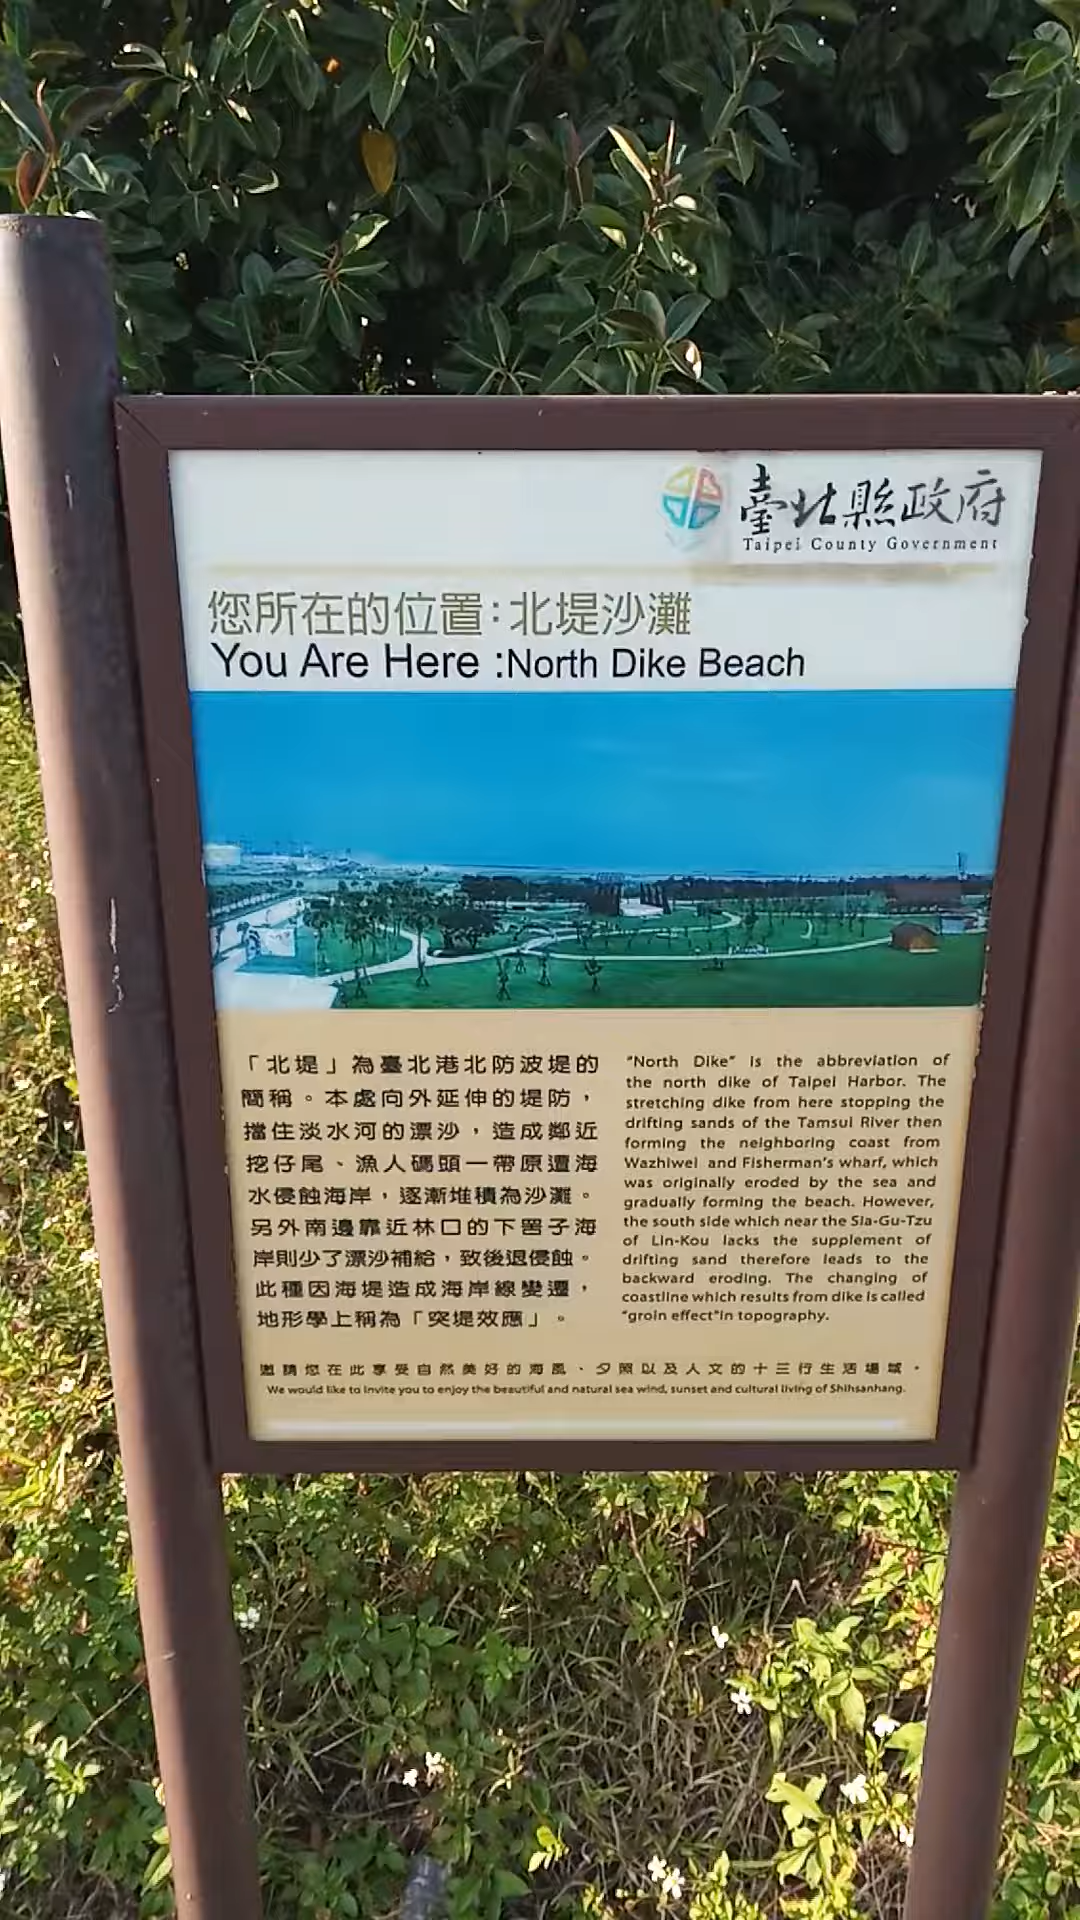 臺北縣政府
Taipei County Government
您所在的位置:北堤沙灘
You Are Here :North Dike Beach
「北堤」為臺北港北防波堤的
簡稱。本處向外延伸的堤防，
擋住淡水河的漂沙，造成鄰近
挖仔尾、漁人碼頭一帶原遭海
水侵蝕海岸，逐漸堆積為沙灘。
另外南邊靠近林口的下罟子海
岸則少了漂沙補給，致後退侵蝕。
此種因海堤造成海岸線變遷，
地形學上稱為「突堤效應」。
"North Dike" is the abbreviation of
the north dike of Taipei Harbor. The
stretching dike from here stopping the
drifting sands of the Tamsui River then
forming the neighboring coast from
Wazhiwei and Fisherman's wharf, which
was originally eroded by the sea and
gradually forming the beach. However,
the south side which near the Sia-Gu-Tzu
of Lin-Kou lacks the supplement of
drifting sand therefore leads to the
backward eroding. The changing of
coastline which results from dike is called
"groin effect"in topography.
邀請您在此享受自然美好的海風、夕照以及人文的十三行生活場域。
We would like to invite you to enjoy the beautiful and natural sea wind, sunset and cultural living of Shihsanhang.